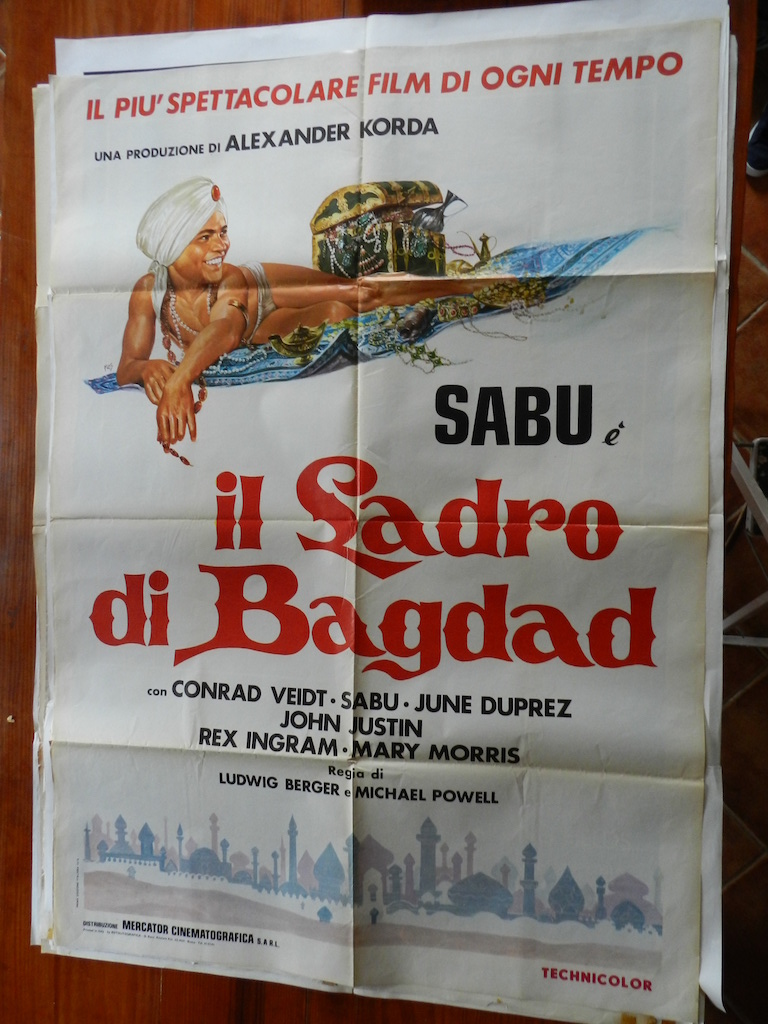 IL PIU' SPETTACOLARE FILM DI OGNI TEMPO
UNA PRODUZIONE DI ALEXANDER KORDA
SABU è
il Ladro
di Bagdad
con CONRAD VEIDT · SABU · JUNE DUPREZ
JOHN JUSTIN
REX INGRAM · MARY MORRIS
Regia di
LUDWIG BERGER e MICHAEL POWELL
DISTRIBUZIONE MERCATOR CINEMATOGRAFICA S.A.R.L.
TECHNICOLOR